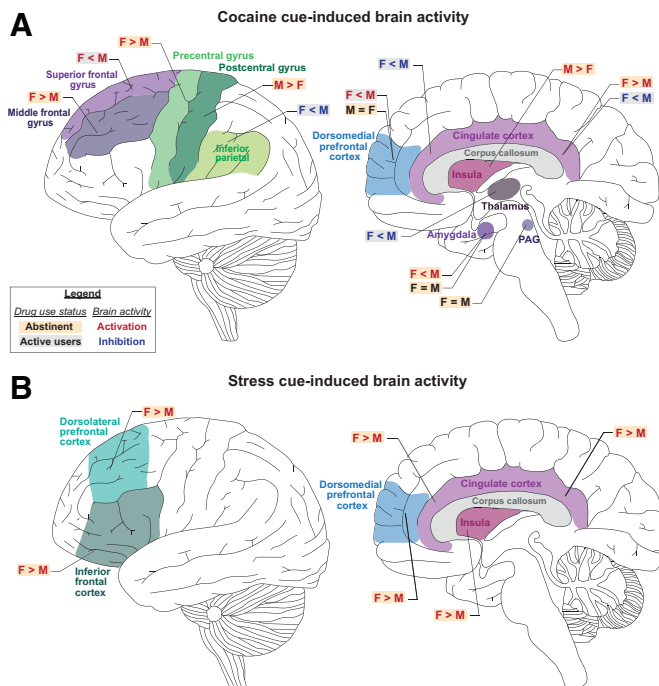 A
Cocaine cue-induced brain activity
F > M
F < M
Precentral gyrus
Postcentral gyrus
Superior frontal
gyrus
F > M
M > F
Middle frontal
gyrus
F < M
Inferior
parietal
F < M
M > F
F > M
F < M
F < M
M = F
Dorsomedial
prefrontal
cortex
Cingulate cortex
Corpus callosum
Insula
Thalamus
F < M
Amygdala
PAG
F < M
F = M
F = M
Legend
Drug use status Brain activity
Abstinent Activation
Active users Inhibition
B
Stress cue-induced brain activity
F > M
Dorsolateral
prefrontal
cortex
F > M
Inferior
frontal
cortex
F > M
F > M
Dorsomedial
prefrontal
cortex
Cingulate cortex
Corpus callosum
Insula
F > M
F > M